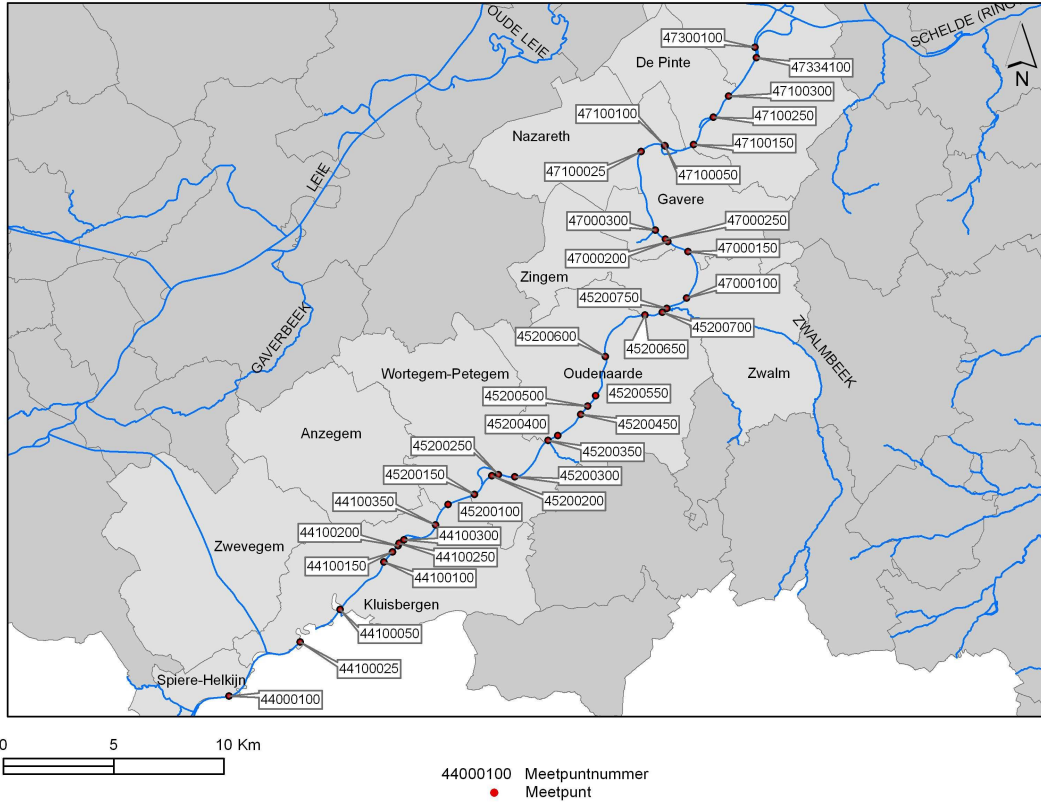 OUDE LEIE
SCHELDE (RING
47300100
De Pinte
47334100
N
47100300
47100100
47100250
Nazareth
47100150
47100025
47100050
LEIE
Gavere
47000300
47000250
47000150
47000200
Zingem
47000100
45200750
45200700
GAVERBEEK
45200600
45200650
ZWALMBEEK
Wortegem-Petegem
Oudenaarde
Zwalm
45200500
45200550
45200400
45200450
Anzegem
45200250
45200350
45200150
45200300
45200200
44100350
45200100
44100200
44100300
Zwevegem
44100250
44100150
44100100
Kluisbergen
44100050
44100025
Spiere-Helkijn
44000100
0 5 10 Km
44000100 Meetpuntnummer
Meetpunt